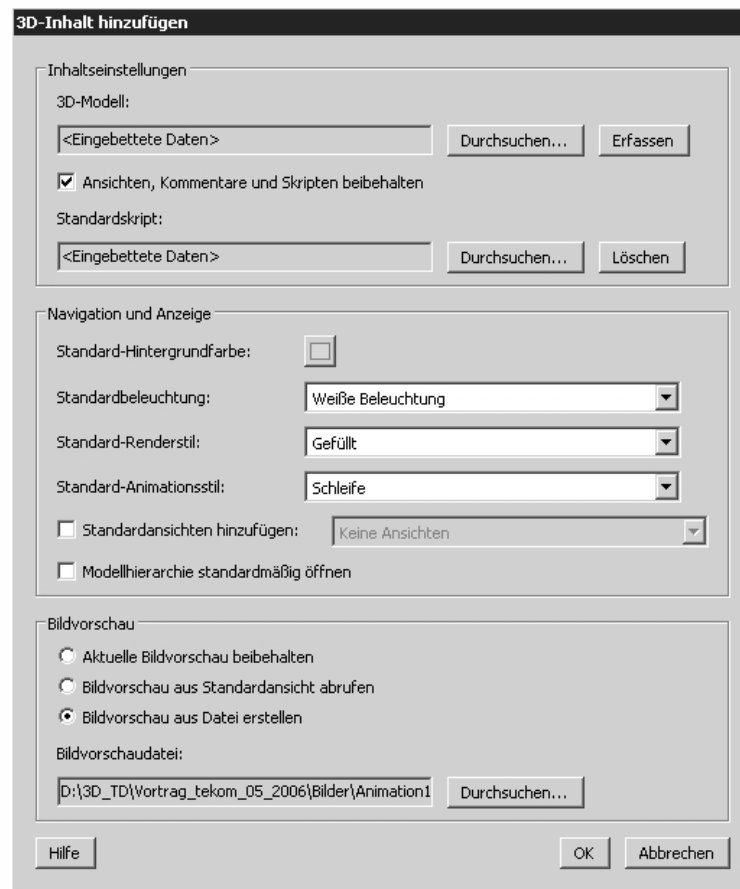 3D-Inhalt hinzufügen
Inhaltseinstellungen
3D-Modell:
<Eingebettete Daten> Durchsuchen... Erfassen
Ansichten, Kommentare und Skripten beibehalten
Standardskript:
<Eingebettete Daten> Durchsuchen... Löschen
Navigation und Anzeige
Standard-Hintergrundfarbe:
Standardbeleuchtung: Weiße Beleuchtung
Standard-Renderstil: Gefüllt
Standard-Animationsstil: Schleife
Standardansichten hinzufügen: Keine Ansichten
Modellhierarchie standardmäßig öffnen
Bildvorschau
Aktuelle Bildvorschau beibehalten
Bildvorschau aus Standardansicht abrufen
Bildvorschau aus Datei erstellen
Bildvorschaudatei:
D:\3D_TD\Vortrag_tekom_05_2006\Bilder\Animation1 Durchsuchen...
Hilfe OK Abbrechen